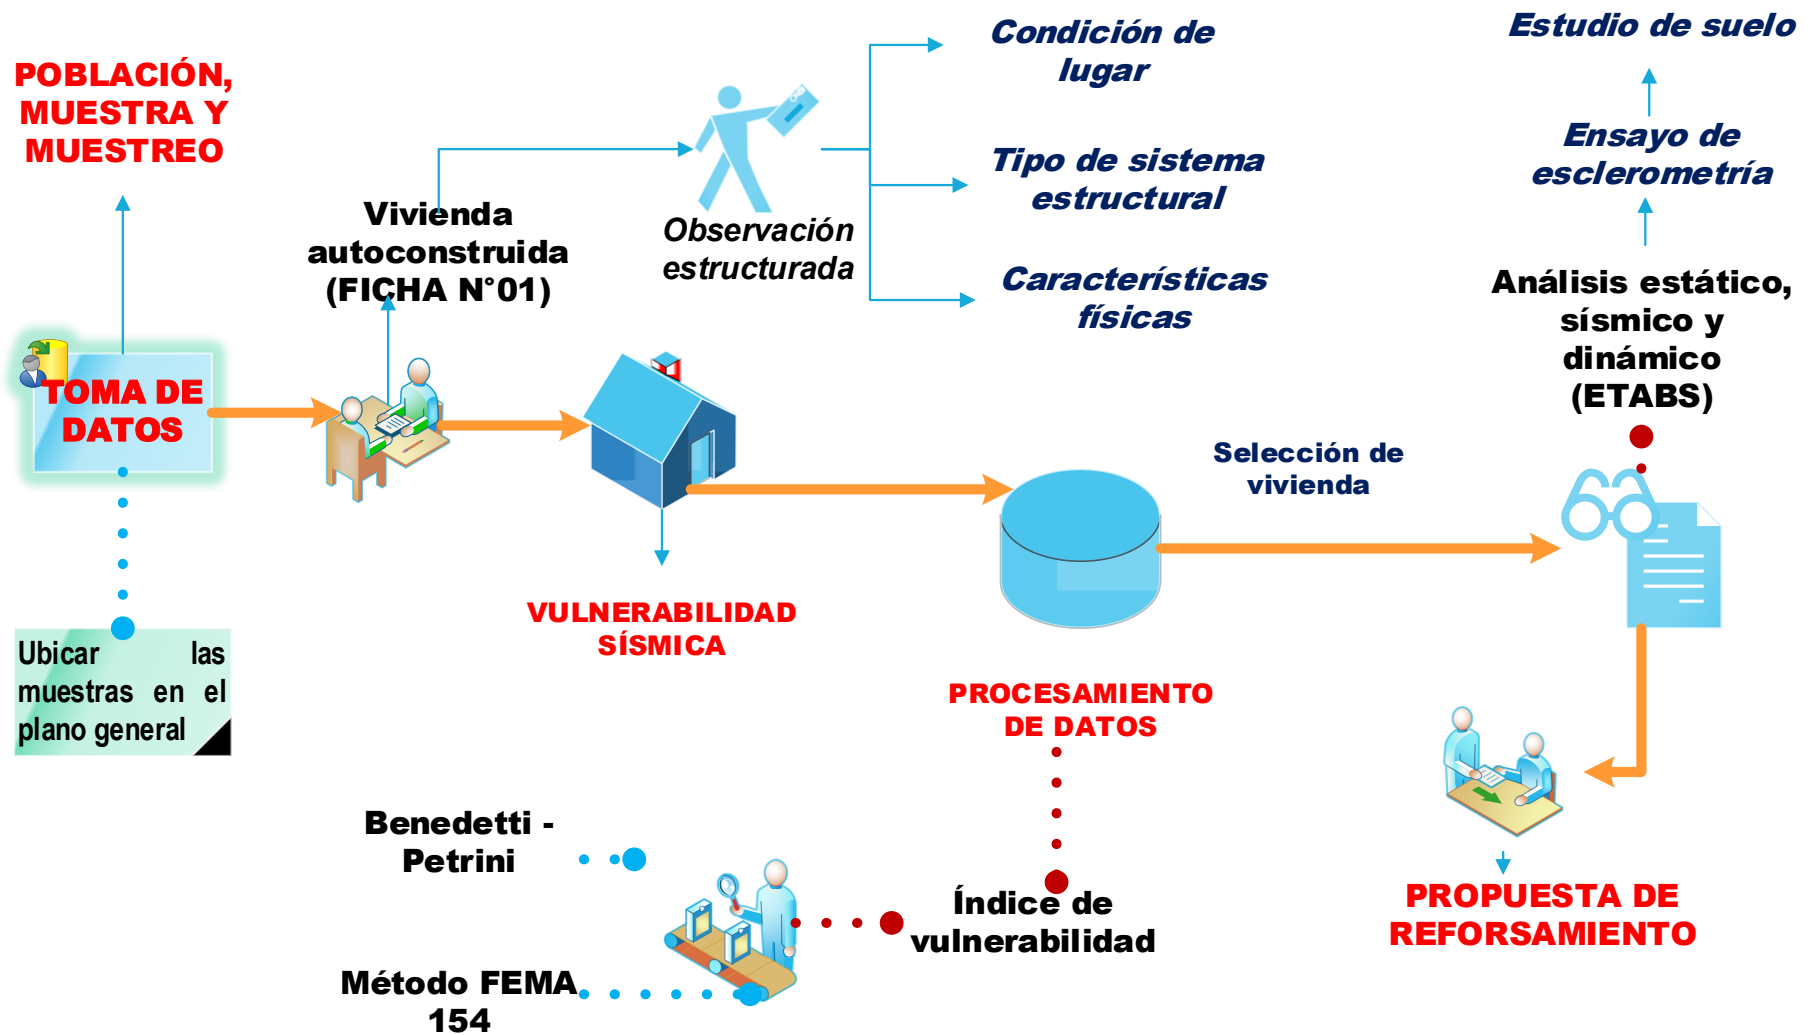 POBLACIÓN,
MUESTRA Y
MUESTREO
TOMA DE
DATOS
Ubicar las
muestras en el
plano general
Vivienda
autoconstruida
(FICHA N°01)
Observación
estructurada
Condición de
lugar
Tipo de sistema
estructural
Características
físicas
VULNERABILIDAD
SÍSMICA
PROCESAMIENTO
DE DATOS
Índice de
vulnerabilidad
Benedetti -
Petrini
Método FEMA
154
Selección de
vivienda
Estudio de suelo
Ensayo de
esclerometría
Análisis estático,
sísmico y
dinámico
(ETABS)
PROPUESTA DE
REFORSAMIENTO